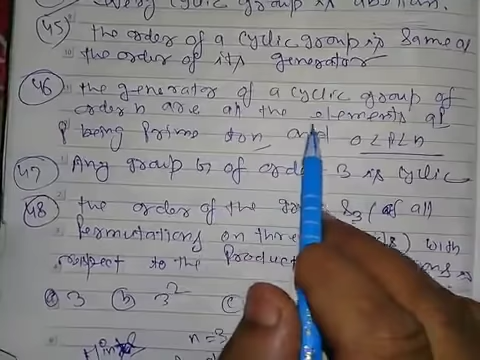 Every cyclic group is abelian.
45) the order of a cyclic group is same as
the order of its generator
46) the generator of a cyclic group of
order n are all the elements aP
P being Prime to n and 0<P<n
47) Any group G of order 3 is cyclic
48) the order of the S3 ( of all
Permutations on three with
respect to the Product
a) 3 b) 3² c
Hint n=3